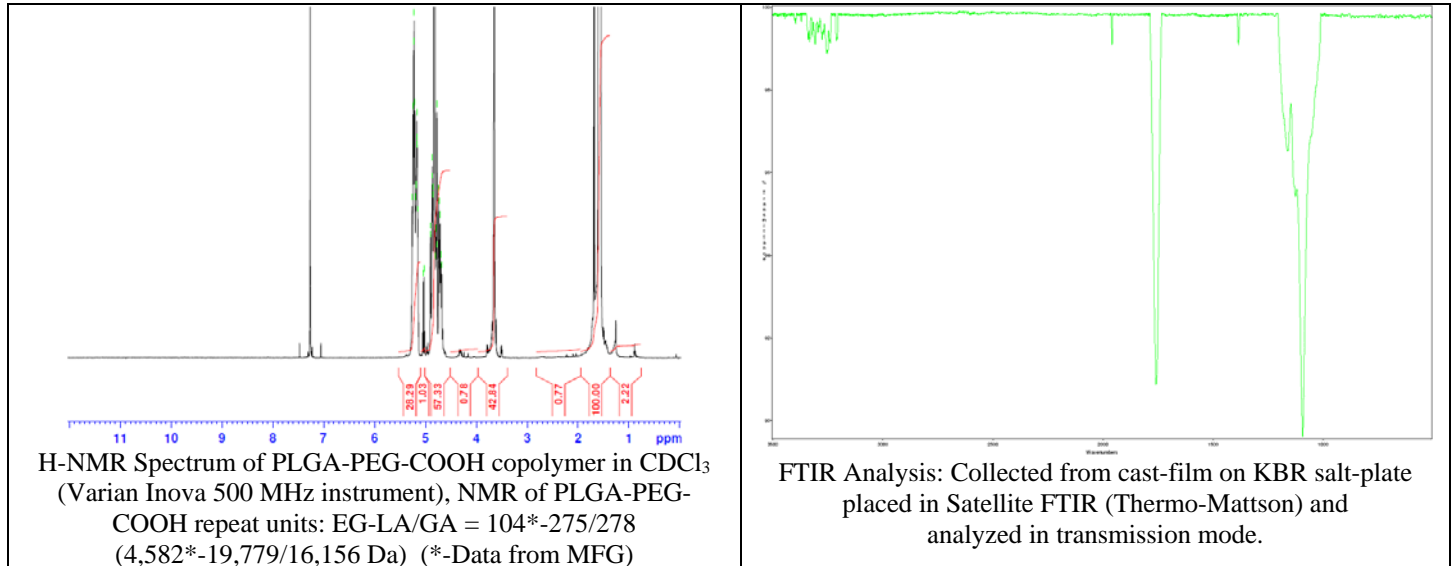 28.29
1.03
57.33
0.78
42.84
0.77
100.00
2.22
11 10 9 8 7 6 5 4 3 2 1 ppm
H-NMR Spectrum of PLGA-PEG-COOH copolymer in CDCl3
(Varian Inova 500 MHz instrument), NMR of PLGA-PEG-
COOH repeat units: EG-LA/GA = 104*-275/278
(4,582*-19,779/16,156 Da) (*-Data from MFG)
100
Wavenumbers
FTIR Analysis: Collected from cast-film on KBR salt-plate
placed in Satellite FTIR (Thermo-Mattson) and
analyzed in transmission mode.